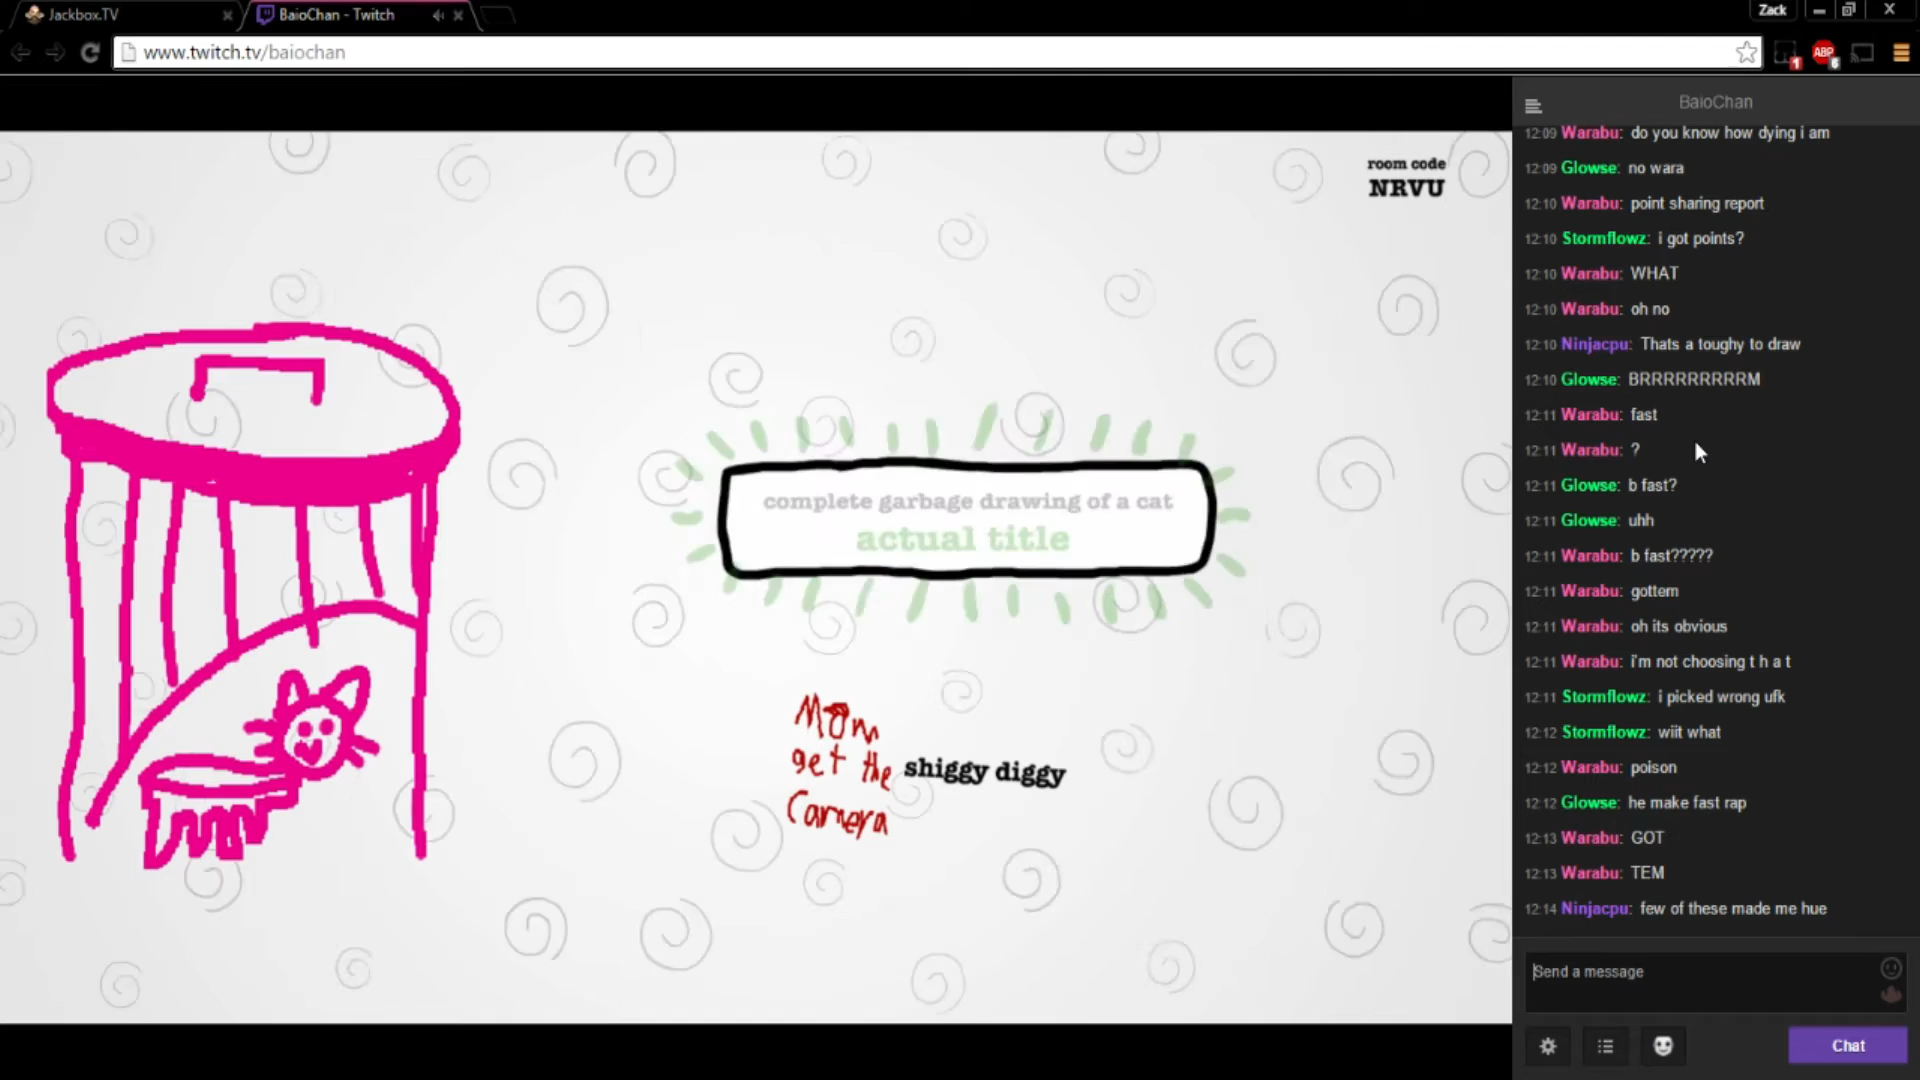 Jackbox.TV
BaioChan - Twitch
Zack
www.twitch.tv/baiochan
1
ABP
6
room code
NRVU
complete garbage drawing of a cat
actual title
Mom
get the
Camera
shiggy diggy
BaioChan
12:09 Warabu: do you know how dying i am
12:09 Glowse: no wara
12:10 Warabu: point sharing report
12:10 Stormflowz: i got points?
12:10 Warabu: WHAT
12:10 Warabu: oh no
12:10 Ninjacpu: Thats a toughy to draw
12:10 Glowse: BRRRRRRRRRRM
12:11 Warabu: fast
12:11 Warabu: ?
12:11 Glowse: b fast?
12:11 Glowse: uhh
12:11 Warabu: b fast?????
12:11 Warabu: gottem
12:11 Warabu: oh its obvious
12:11 Warabu: i'm not choosing t h a t
12:11 Stormflowz: i picked wrong ufk
12:12 Stormflowz: wiit what
12:12 Warabu: poison
12:12 Glowse: he make fast rap
12:13 Warabu: GOT
12:13 Warabu: TEM
12:14 Ninjacpu: few of these made me hue
Send a message
Chat